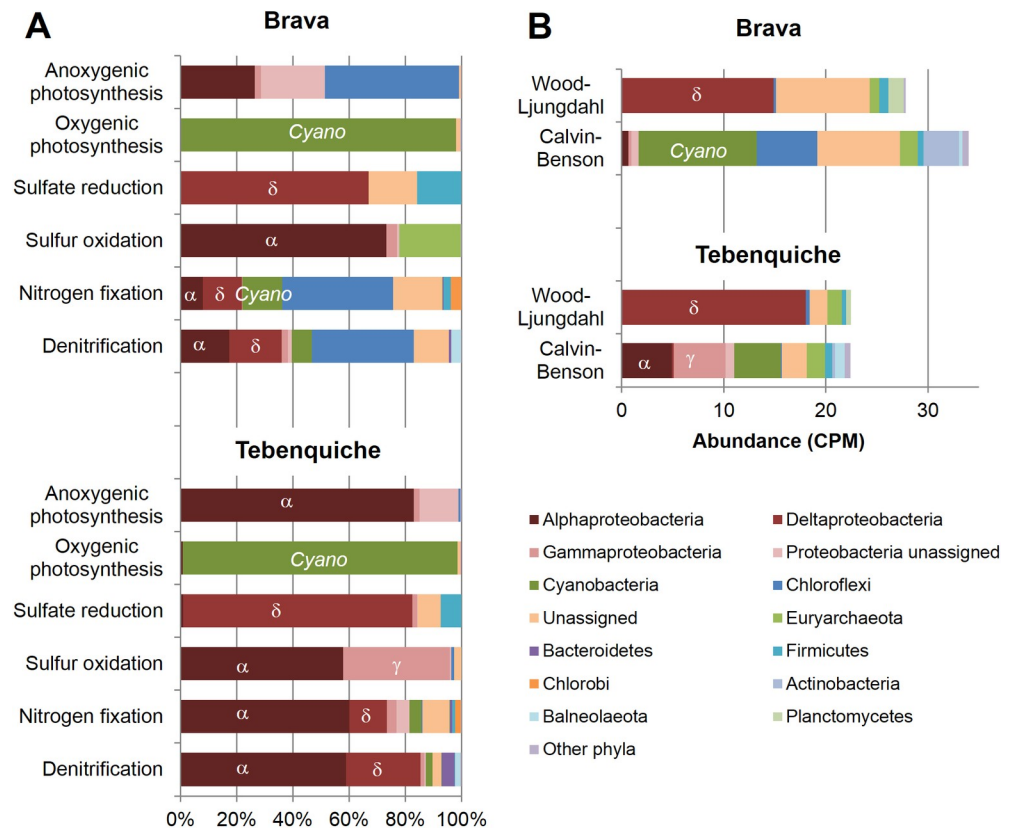 A
Brava
Anoxygenic
photosynthesis
Oxygenic
photosynthesis
Cyano
Sulfate reduction
δ
Sulfur oxidation
α
Nitrogen fixation
α δ Cyano
Denitrification
α δ
Tebenquiche
Anoxygenic
photosynthesis
α
Oxygenic
photosynthesis
Cyano
Sulfate reduction
δ
Sulfur oxidation
α γ
Nitrogen fixation
α δ
Denitrification
α δ
0% 20% 40% 60% 80% 100%
B
Brava
Wood-
Ljungdahl
δ
Calvin-
Benson
Cyano
Tebenquiche
Wood-
Ljungdahl
δ
Calvin-
Benson
α γ
0 10 20 30
Abundance (CPM)
Alphaproteobacteria Deltaproteobacteria
Gammaproteobacteria Proteobacteria unassigned
Cyanobacteria Chloroflexi
Unassigned Euryarchaeota
Bacteroidetes Firmicutes
Chlorobi Actinobacteria
Balneolaeota Planctomycetes
Other phyla